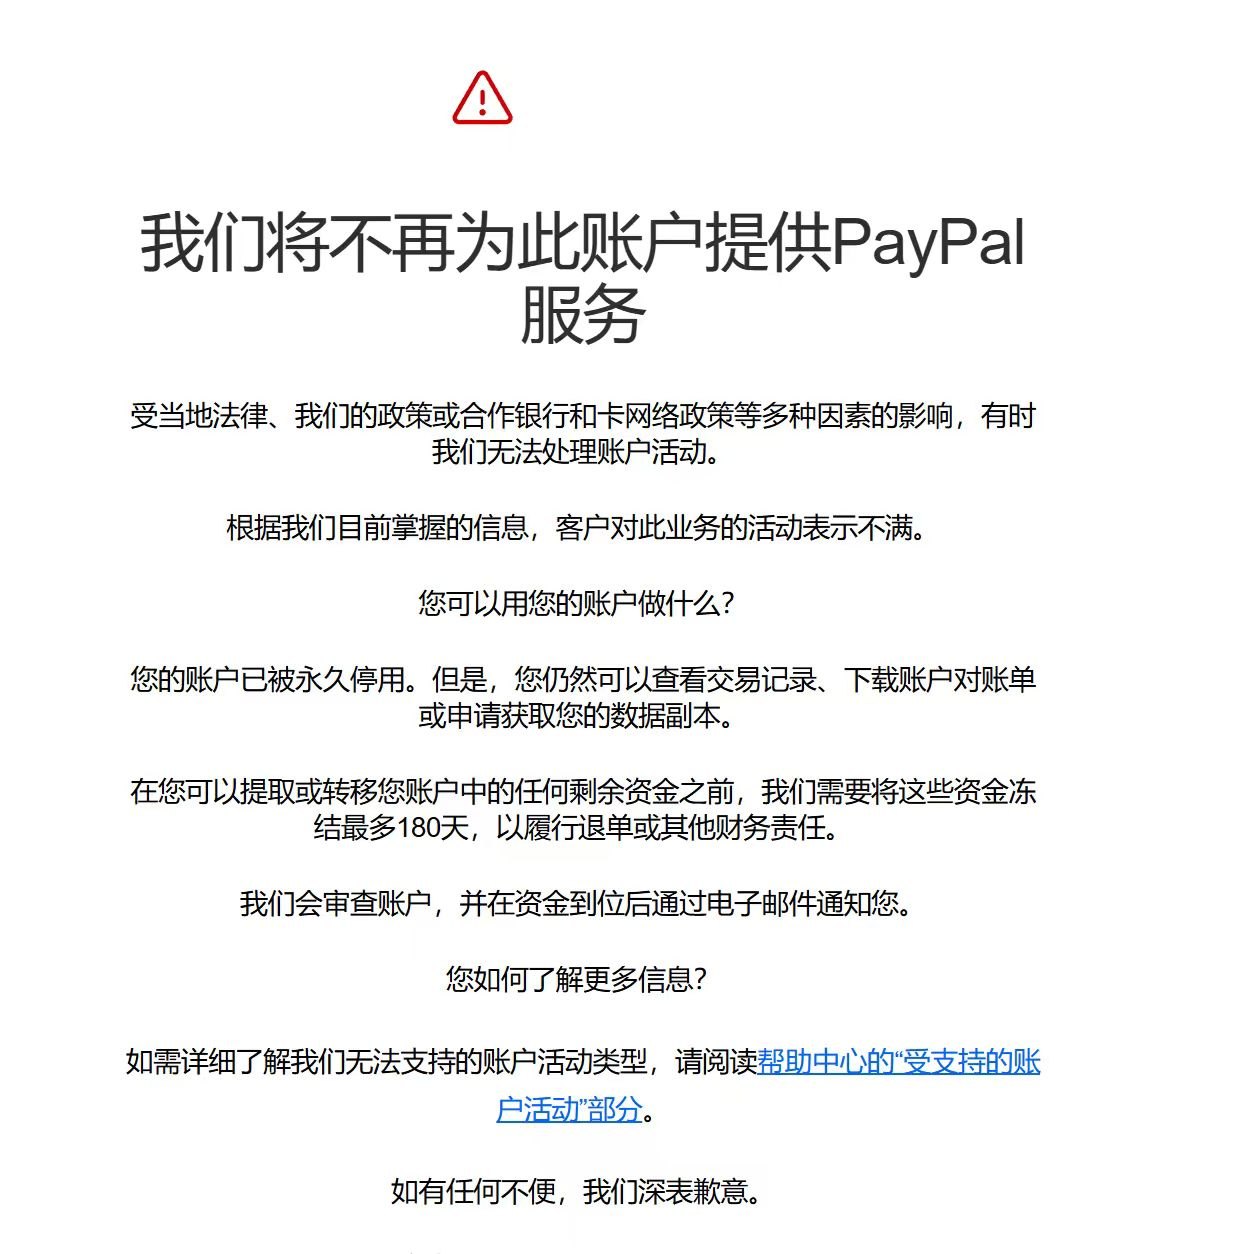 我们将不再为此账户提供PayPal
服务
受当地法律、我们的政策或合作银行和卡网络政策等多种因素的影响，有时
我们无法处理账户活动。
根据我们目前掌握的信息，客户对此业务的活动表示不满。
您可以用您的账户做什么？
您的账户已被永久停用。但是，您仍然可以查看交易记录、下载账户对账单
或申请获取您的数据副本。
在您可以提取或转移您账户中的任何剩余资金之前，我们需要将这些资金冻
结最多180天，以履行退单或其他财务责任。
我们会审查账户，并在资金到位后通过电子邮件通知您。
您如何了解更多信息？
如需详细了解我们无法支持的账户活动类型，请阅读帮助中心的“受支持的账
户活动”部分。
如有任何不便，我们深表歉意。